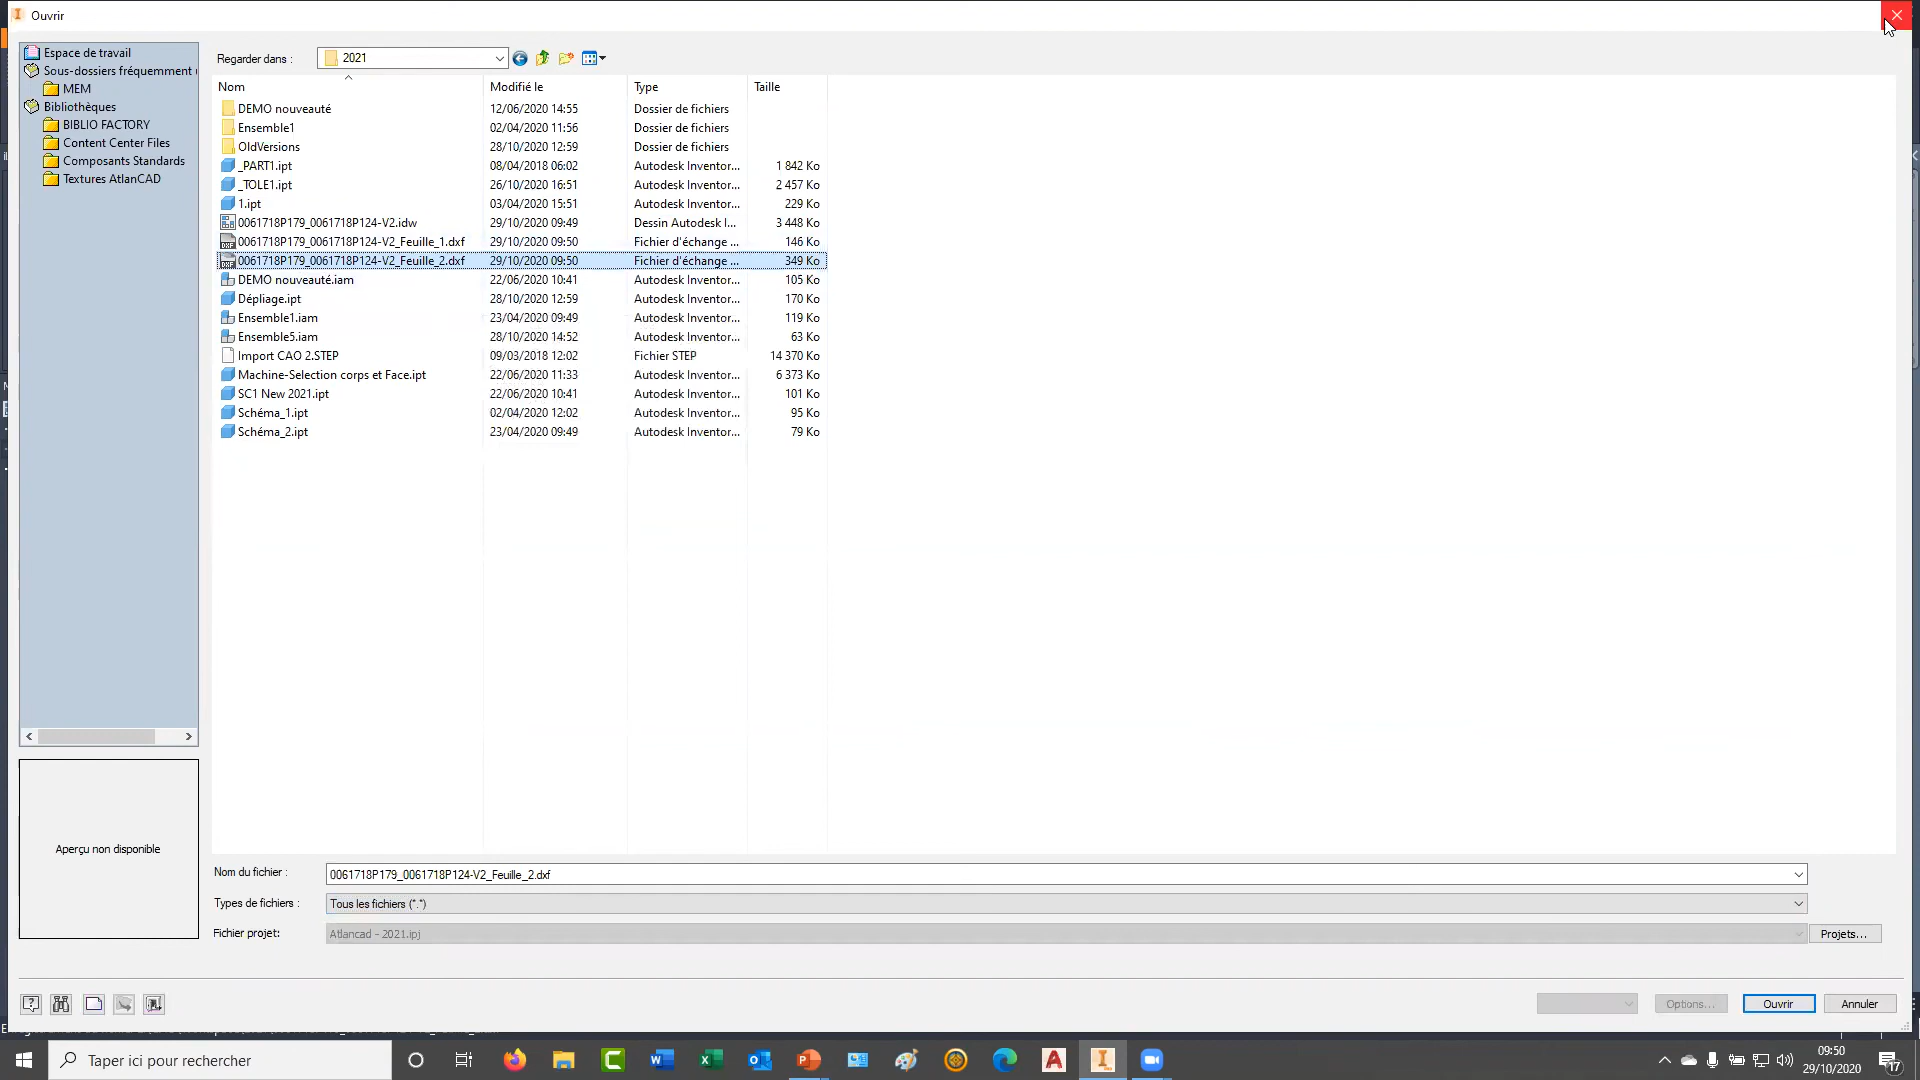 Ouvrir
Espace de travail
Sous-dossiers fréquemment
MEM
Bibliothèques
BIBLIO FACTORY
Content Center Files
Composants Standards
Textures AtlanCAD
Regarder dans :
2021
Nom Modifié le Type Taille
DEMO nouveauté 12/06/2020 14:55 Dossier de fichiers
Ensemble1 02/04/2020 11:56 Dossier de fichiers
OldVersions 28/10/2020 12:59 Dossier de fichiers
_PART1.ipt 08/04/2018 06:02 Autodesk Inventor... 1 842 Ko
_TOLE1.ipt 26/10/2020 16:51 Autodesk Inventor... 2 457 Ko
1.ipt 03/04/2020 15:51 Autodesk Inventor... 229 Ko
0061718P179_0061718P124-V2.idw 29/10/2020 09:49 Dessin Autodesk I... 3 448 Ko
0061718P179_0061718P124-V2_Feuille_1.dxf 29/10/2020 09:50 Fichier d'échange ... 146 Ko
0061718P179_0061718P124-V2_Feuille_2.dxf 29/10/2020 09:50 Fichier d'échange ... 349 Ko
DEMO nouveauté.iam 22/06/2020 10:41 Autodesk Inventor... 105 Ko
Dépliage.ipt 28/10/2020 12:59 Autodesk Inventor... 170 Ko
Ensemble1.iam 23/04/2020 09:49 Autodesk Inventor... 119 Ko
Ensemble5.iam 28/10/2020 14:52 Autodesk Inventor... 63 Ko
Import CAO 2.STEP 09/03/2018 12:02 Fichier STEP 14 370 Ko
Machine-Selection corps et Face.ipt 22/06/2020 11:33 Autodesk Inventor... 6 373 Ko
SC1 New 2021.ipt 22/06/2020 10:41 Autodesk Inventor... 101 Ko
Schéma_1.ipt 02/04/2020 12:02 Autodesk Inventor... 95 Ko
Schéma_2.ipt 23/04/2020 09:49 Autodesk Inventor... 79 Ko
Aperçu non disponible
Nom du fichier : 0061718P179_0061718P124-V2_Feuille_2.dxf
Types de fichiers : Tous les fichiers (*.*)
Fichier projet: Atlancad - 2021.ipj Projets...
Options... Ouvrir Annuler
Taper ici pour rechercher
09:50
29/10/2020
17